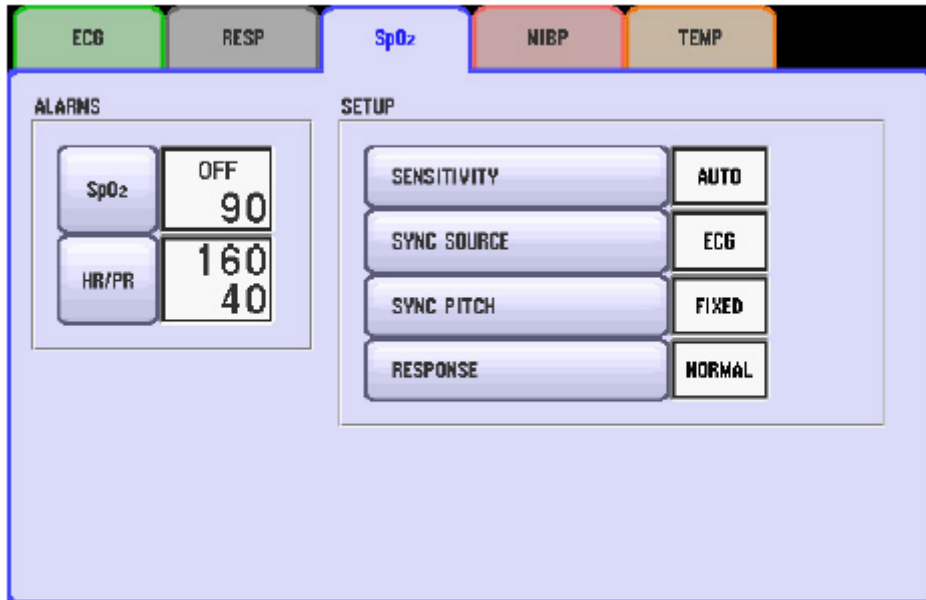 ECG RESP SpO₂ NIBP TEMP
ALARMS
SpO₂ OFF
90
HR/PR 160
40
SETUP
SENSITIVITY AUTO
SYNC SOURCE ECG
SYNC PITCH FIXED
RESPONSE NORMAL